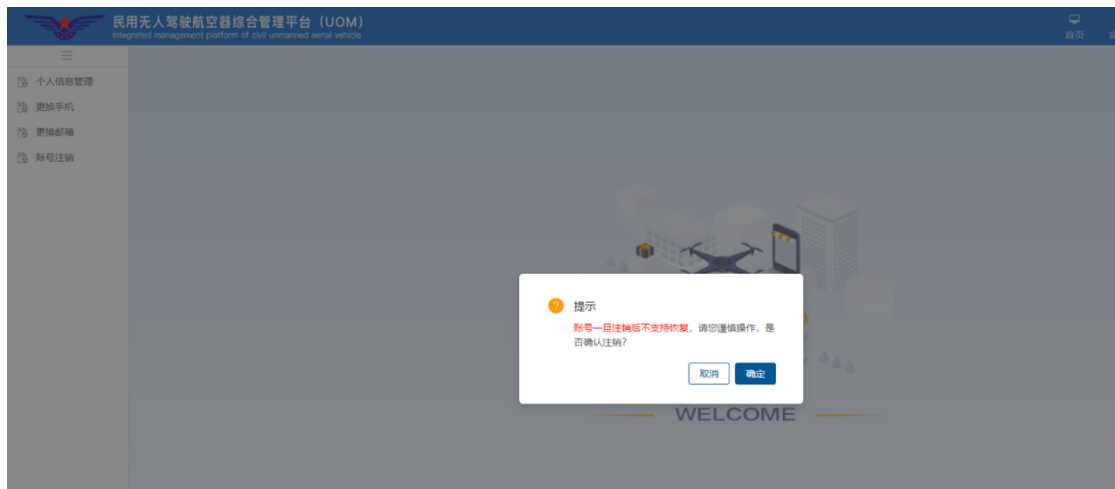 民用无人驾驶航空器综合管理平台（UOM）
Integrated management platform of civil unmanned aerial vehicle
首页
个人信息管理
更换手机
更换邮箱
账号注销
提示
账号一旦注销后不支持恢复，请您谨慎操作，是
否确认注销？
取消
确定
WELCOME